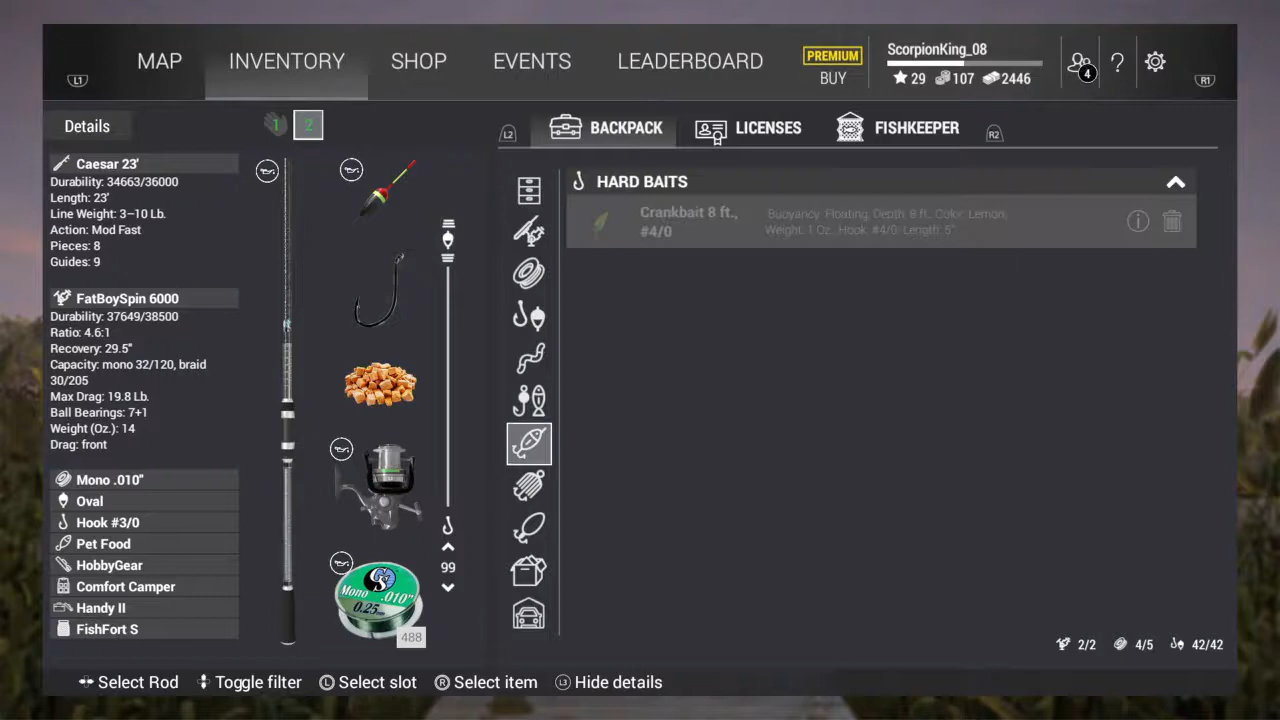 MAP
INVENTORY
SHOP
EVENTS
LEADERBOARD
PREMIUM
BUY
ScorpionKing_08
29 107 2446
4
?
L1
R1
Details
1
2
L2
BACKPACK
LICENSES
FISHKEEPER
R2
Caesar 23'
Durability: 34663/36000
Length: 23'
Line Weight: 3–10 Lb.
Action: Mod Fast
Pieces: 8
Guides: 9
FatBoySpin 6000
Durability: 37649/38500
Ratio: 4.6:1
Recovery: 29.5"
Capacity: mono 32/120, braid
30/205
Max Drag: 19.8 Lb.
Ball Bearings: 7+1
Weight (Oz.): 14
Drag: front
Mono .010"
Oval
Hook #3/0
Pet Food
HobbyGear
Comfort Camper
Handy II
FishFort S
Mono .010"
0.25mm
488
99
HARD BAITS
Crankbait 8 ft.,
#4/0
Buoyancy: Floating, Depth: 8 ft., Color: Lemon,
Weight: 1 Oz., Hook: #4/0; Length: 5"
2/2 4/5 42/42
Select Rod
Toggle filter
L Select slot
R Select item
L3 Hide details